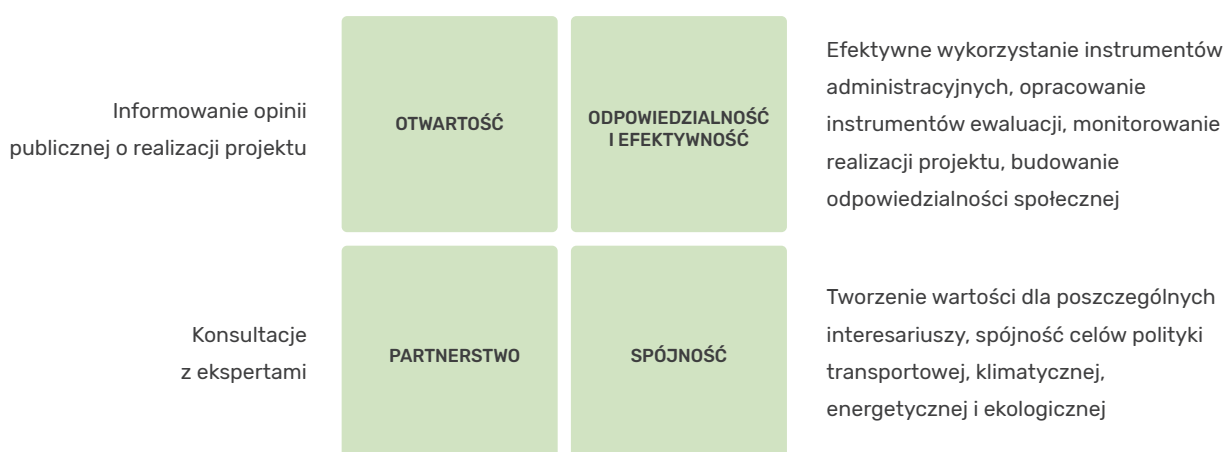 Informowanie opinii
publicznej o realizacji projektu
OTWARTOŚĆ
ODPOWIEDZIALNOŚĆ
I EFEKTYWNOŚĆ
Efektywne wykorzystanie instrumentów
administracyjnych, opracowanie
instrumentów ewaluacji, monitorowanie
realizacji projektu, budowanie
odpowiedzialności społecznej
Konsultacje
z ekspertami
PARTNERSTWO
SPÓJNOŚĆ
Tworzenie wartości dla poszczególnych
interesariuszy, spójność celów polityki
transportowej, klimatycznej,
energetycznej i ekologicznej